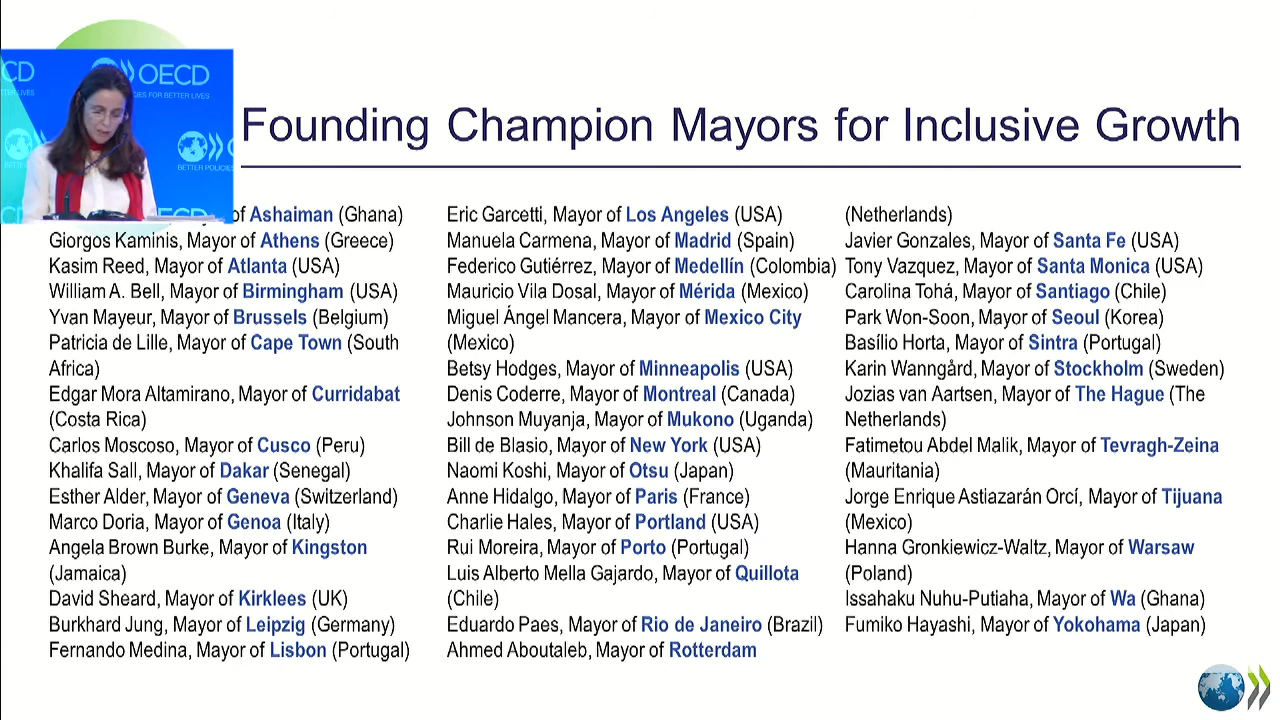 CD
OECD
POLICIES FOR BETTER LIVES
BETTER POLICIES
Founding Champion Mayors for Inclusive Growth
of Ashaiman (Ghana)
Giorgos Kaminis, Mayor of Athens (Greece)
Kasim Reed, Mayor of Atlanta (USA)
William A. Bell, Mayor of Birmingham (USA)
Yvan Mayeur, Mayor of Brussels (Belgium)
Patricia de Lille, Mayor of Cape Town (South
Africa)
Edgar Mora Altamirano, Mayor of Curridabat
(Costa Rica)
Carlos Moscoso, Mayor of Cusco (Peru)
Khalifa Sall, Mayor of Dakar (Senegal)
Esther Alder, Mayor of Geneva (Switzerland)
Marco Doria, Mayor of Genoa (Italy)
Angela Brown Burke, Mayor of Kingston
(Jamaica)
David Sheard, Mayor of Kirklees (UK)
Burkhard Jung, Mayor of Leipzig (Germany)
Fernando Medina, Mayor of Lisbon (Portugal)
Eric Garcetti, Mayor of Los Angeles (USA)
Manuela Carmena, Mayor of Madrid (Spain)
Federico Gutiérrez, Mayor of Medellín (Colombia)
Mauricio Vila Dosal, Mayor of Mérida (Mexico)
Miguel Ángel Mancera, Mayor of Mexico City
(Mexico)
Betsy Hodges, Mayor of Minneapolis (USA)
Denis Coderre, Mayor of Montreal (Canada)
Johnson Muyanja, Mayor of Mukono (Uganda)
Bill de Blasio, Mayor of New York (USA)
Naomi Koshi, Mayor of Otsu (Japan)
Anne Hidalgo, Mayor of Paris (France)
Charlie Hales, Mayor of Portland (USA)
Rui Moreira, Mayor of Porto (Portugal)
Luis Alberto Mella Gajardo, Mayor of Quillota
(Chile)
Eduardo Paes, Mayor of Rio de Janeiro (Brazil)
Ahmed Aboutaleb, Mayor of Rotterdam
(Netherlands)
Javier Gonzales, Mayor of Santa Fe (USA)
Tony Vazquez, Mayor of Santa Monica (USA)
Carolina Tohá, Mayor of Santiago (Chile)
Park Won-Soon, Mayor of Seoul (Korea)
Basílio Horta, Mayor of Sintra (Portugal)
Karin Wanngård, Mayor of Stockholm (Sweden)
Jozias van Aartsen, Mayor of The Hague (The
Netherlands)
Fatimetou Abdel Malik, Mayor of Tevragh-Zeina
(Mauritania)
Jorge Enrique Astiazarán Orcí, Mayor of Tijuana
(Mexico)
Hanna Gronkiewicz-Waltz, Mayor of Warsaw
(Poland)
Issahaku Nuhu-Putiaha, Mayor of Wa (Ghana)
Fumiko Hayashi, Mayor of Yokohama (Japan)